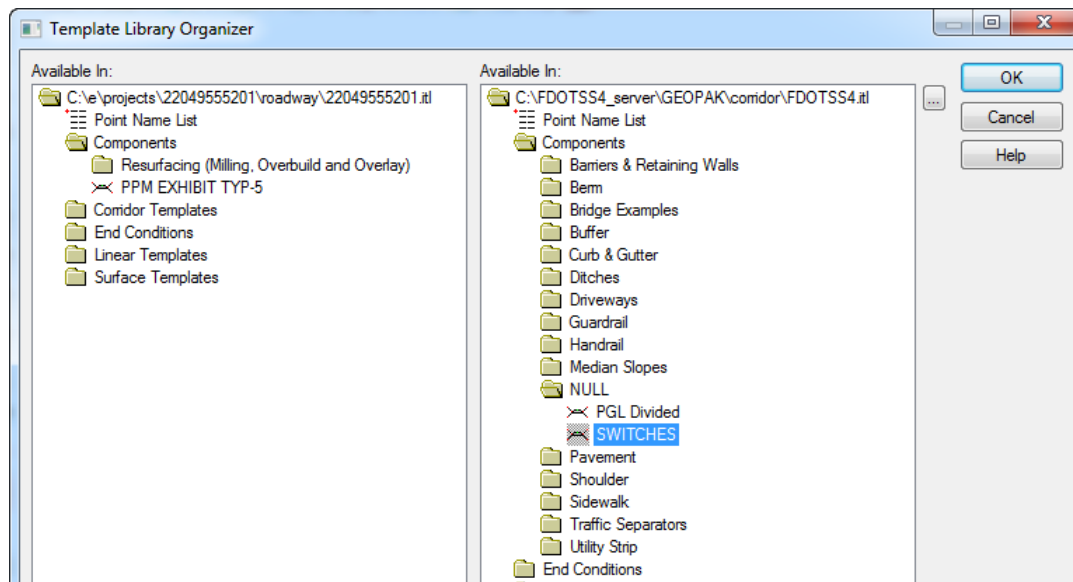 Template Library Organizer
Available In:
C:\e\projects\22049555201\roadway\22049555201.itl
Point Name List
Components
Resurfacing (Milling, Overbuild and Overlay)
PPM EXHIBIT TYP-5
Corridor Templates
End Conditions
Linear Templates
Surface Templates
Available In:
C:\FDOTSS4_server\GEOPAK\corridor\FDOTSS4.itl
Point Name List
Components
Barriers & Retaining Walls
Berm
Bridge Examples
Buffer
Curb & Gutter
Ditches
Driveways
Guardrail
Handrail
Median Slopes
NULL
PGL Divided
SWITCHES
Pavement
Shoulder
Sidewalk
Traffic Separators
Utility Strip
End Conditions
...
OK
Cancel
Help